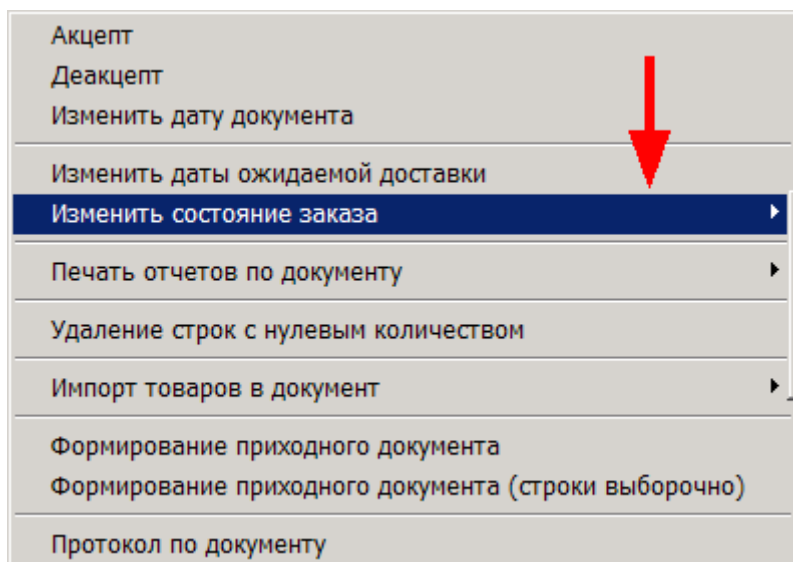 Акцепт
Деакцепт
Изменить дату документа
Изменить даты ожидаемой доставки
Изменить состояние заказа
Печать отчетов по документу
Удаление строк с нулевым количеством
Импорт товаров в документ
Формирование приходного документа
Формирование приходного документа (строки выборочно)
Протокол по документу